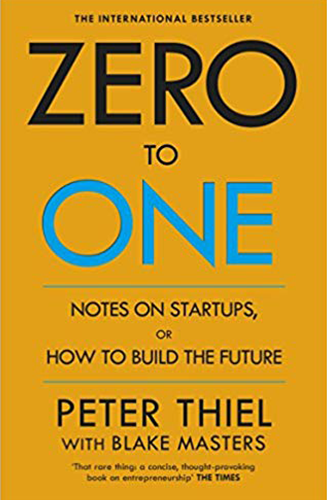 THE INTERNATIONAL BESTSELLER
ZERO
TO
ONE
NOTES ON STARTUPS,
OR
HOW TO BUILD THE FUTURE
PETER THIEL
WITH BLAKE MASTERS
'That rare thing: a concise, thought-provoking
book on entrepreneurship' THE TIMES